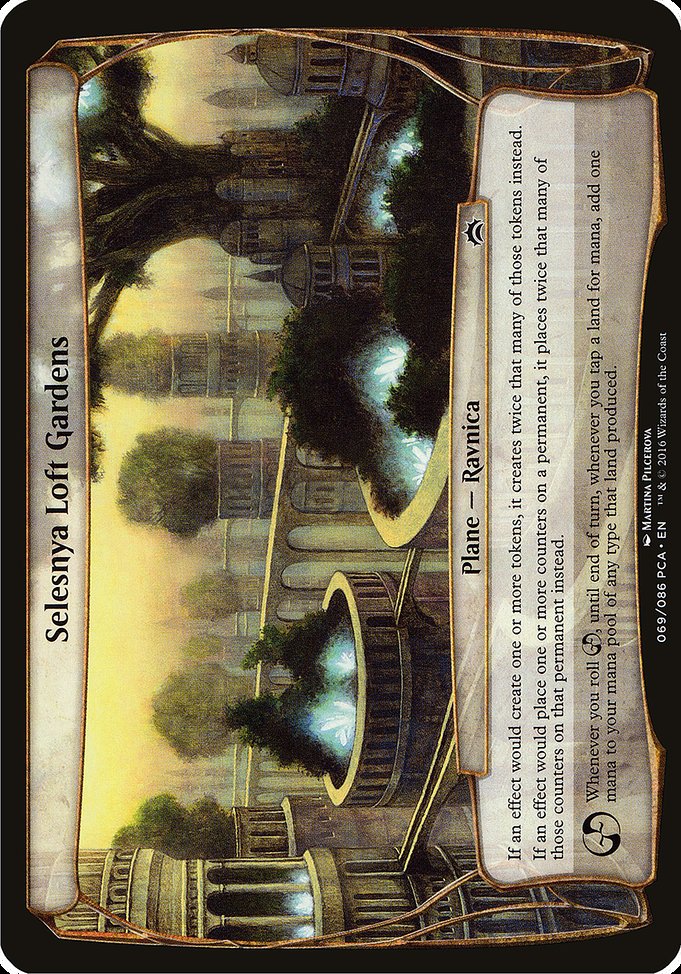 Selesnya Loft Gardens
Plane — Ravnica
If an effect would create one or more tokens, it creates twice that many of those tokens instead.
If an effect would place one or more counters on a permanent, it places twice that many of
those counters on that permanent instead.
Whenever you roll , until end of turn, whenever you tap a land for mana, add one
mana to your mana pool of any type that land produced.
069/086 PCA • EN MARTINA PILCEROVA
™ & © 2016 Wizards of the Coast